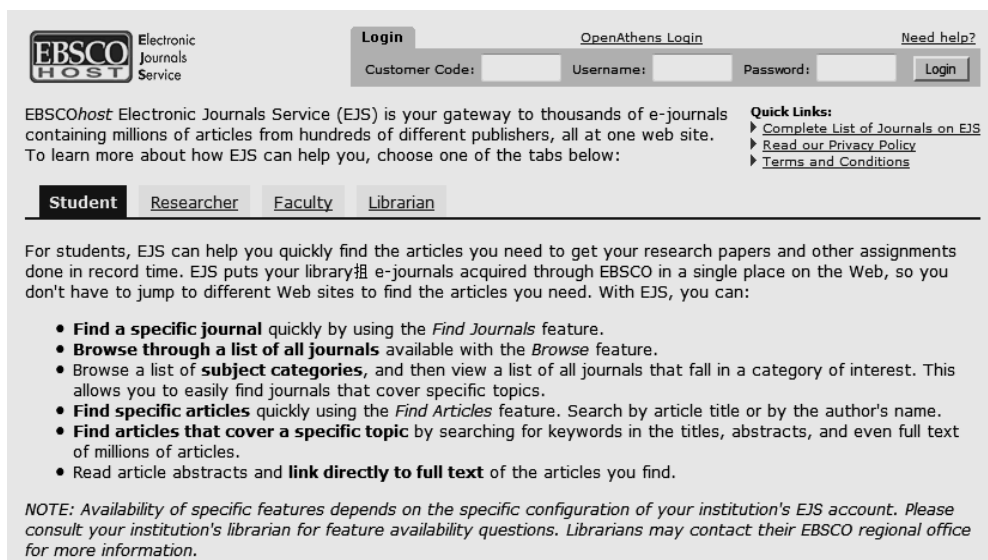 EBSCO HOST Electronic Journals Service
Login OpenAthens Login Need help?
Customer Code: Username: Password: Login
EBSCOhost Electronic Journals Service (EJS) is your gateway to thousands of e-journals
containing millions of articles from hundreds of different publishers, all at one web site.
To learn more about how EJS can help you, choose one of the tabs below:
Quick Links:
Complete List of Journals on EJS
Read our Privacy Policy
Terms and Conditions
Student Researcher Faculty Librarian
For students, EJS can help you quickly find the articles you need to get your research papers and other assignments
done in record time. EJS puts your library抯 e-journals acquired through EBSCO in a single place on the Web, so you
don't have to jump to different Web sites to find the articles you need. With EJS, you can:
• Find a specific journal quickly by using the Find Journals feature.
• Browse through a list of all journals available with the Browse feature.
• Browse a list of subject categories, and then view a list of all journals that fall in a category of interest. This
allows you to easily find journals that cover specific topics.
• Find specific articles quickly using the Find Articles feature. Search by article title or by the author's name.
• Find articles that cover a specific topic by searching for keywords in the titles, abstracts, and even full text
of millions of articles.
• Read article abstracts and link directly to full text of the articles you find.
NOTE: Availability of specific features depends on the specific configuration of your institution's EJS account. Please
consult your institution's librarian for feature availability questions. Librarians may contact their EBSCO regional office
for more information.